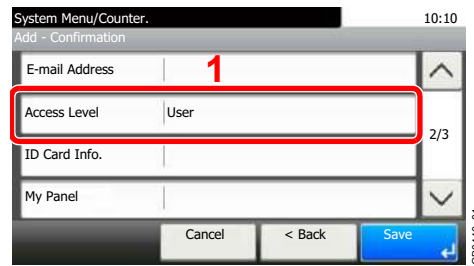 System Menu/Counter. 10:10
Add - Confirmation
E-mail Address
1
Access Level User
2/3
ID Card Info.
My Panel
Cancel < Back Save